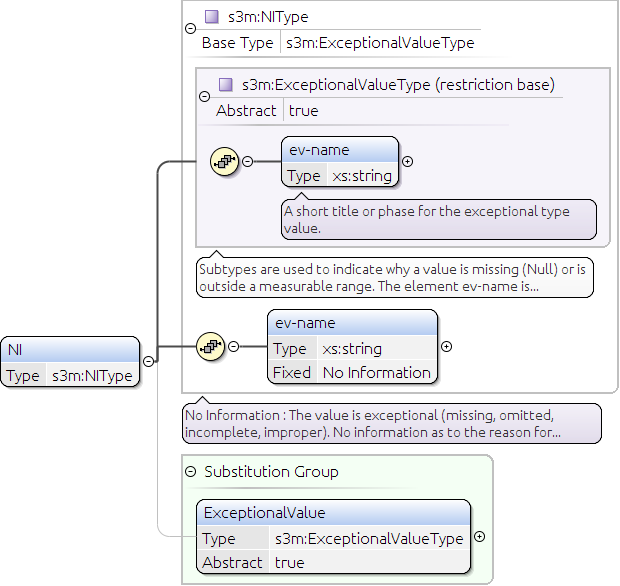 s3m:NIType
Base Type s3m:ExceptionalValueType
s3m:ExceptionalValueType (restriction base)
Abstract true
ev-name
Type xs:string
A short title or phase for the exceptional type
value.
Subtypes are used to indicate why a value is missing (Null) or is
outside a measurable range. The element ev-name is...
ev-name
Type xs:string
Fixed No Information
NI
Type s3m:NIType
No Information : The value is exceptional (missing, omitted,
incomplete, improper). No information as to the reason for...
Substitution Group
ExceptionalValue
Type s3m:ExceptionalValueType
Abstract true